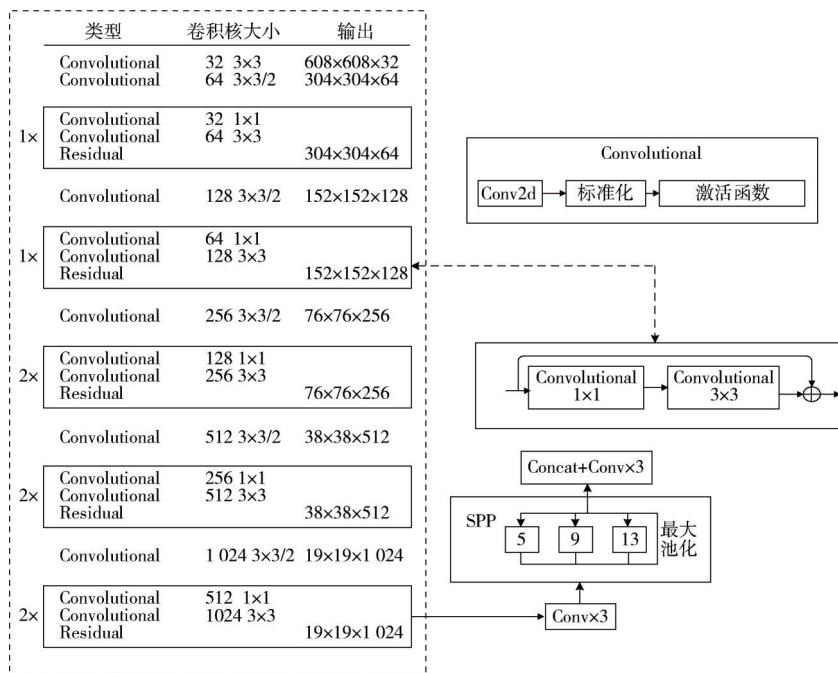 类型 卷积核大小 输出
Convolutional 32 3×3 608×608×32
Convolutional 64 3×3/2 304×304×64
1×
Convolutional 32 1×1
Convolutional 64 3×3
Residual 304×304×64
Convolutional 128 3×3/2 152×152×128
1×
Convolutional 64 1×1
Convolutional 128 3×3
Residual 152×152×128
Convolutional 256 3×3/2 76×76×256
2×
Convolutional 128 1×1
Convolutional 256 3×3
Residual 76×76×256
Convolutional 512 3×3/2 38×38×512
2×
Convolutional 256 1×1
Convolutional 512 3×3
Residual 38×38×512
Convolutional 1 024 3×3/2 19×19×1 024
2×
Convolutional 512 1×1
Convolutional 1024 3×3
Residual 19×19×1 024
Convolutional
Conv2d 标准化 激活函数
Convolutional
1×1
Convolutional
3×3
Concat+Conv×3
SPP
5 9 13
最大
池化
Conv×3